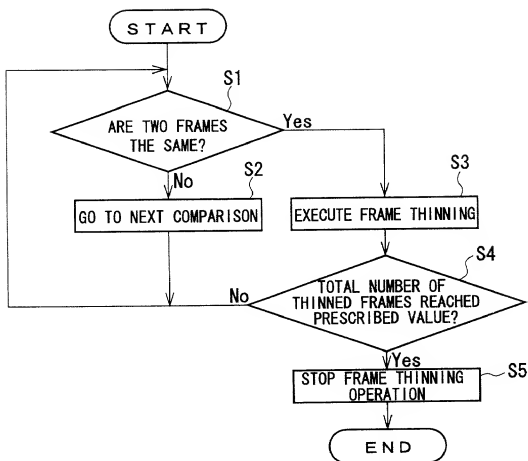 START
S1
ARE TWO FRAMES
THE SAME?
Yes
No
S2
GO TO NEXT COMPARISON
S3
EXECUTE FRAME THINNING
S4
TOTAL NUMBER OF
THINNED FRAMES REACHED
PRESCRIBED VALUE?
No
Yes
S5
STOP FRAME THINNING
OPERATION
END